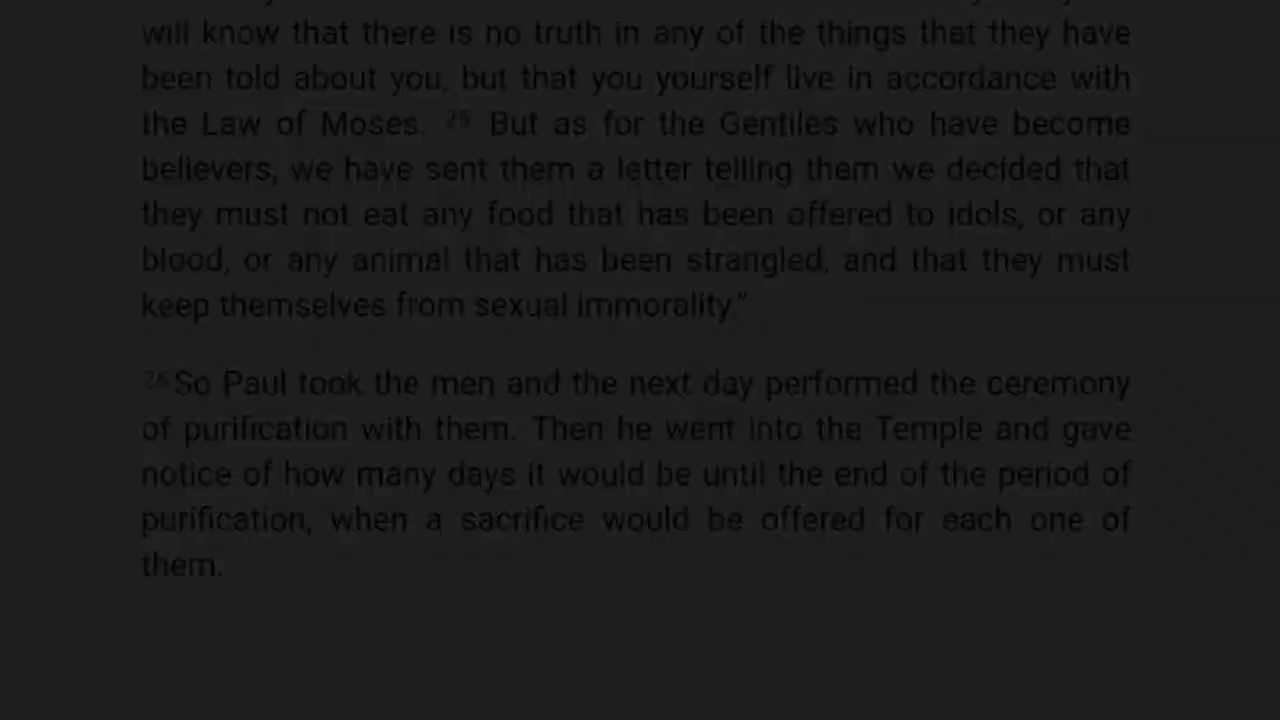 will know that there is no truth in any of the things that they have
been told about you, but that you yourself live in accordance with
the Law of Moses. 25 But as for the Gentiles who have become
believers, we have sent them a letter telling them we decided that
they must not eat any food that has been offered to idols, or any
blood, or any animal that has been strangled, and that they must
keep themselves from sexual immorality.”
26 So Paul took the men and the next day performed the ceremony
of purification with them. Then he went into the Temple and gave
notice of how many days it would be until the end of the period of
purification, when a sacrifice would be offered for each one of
them.